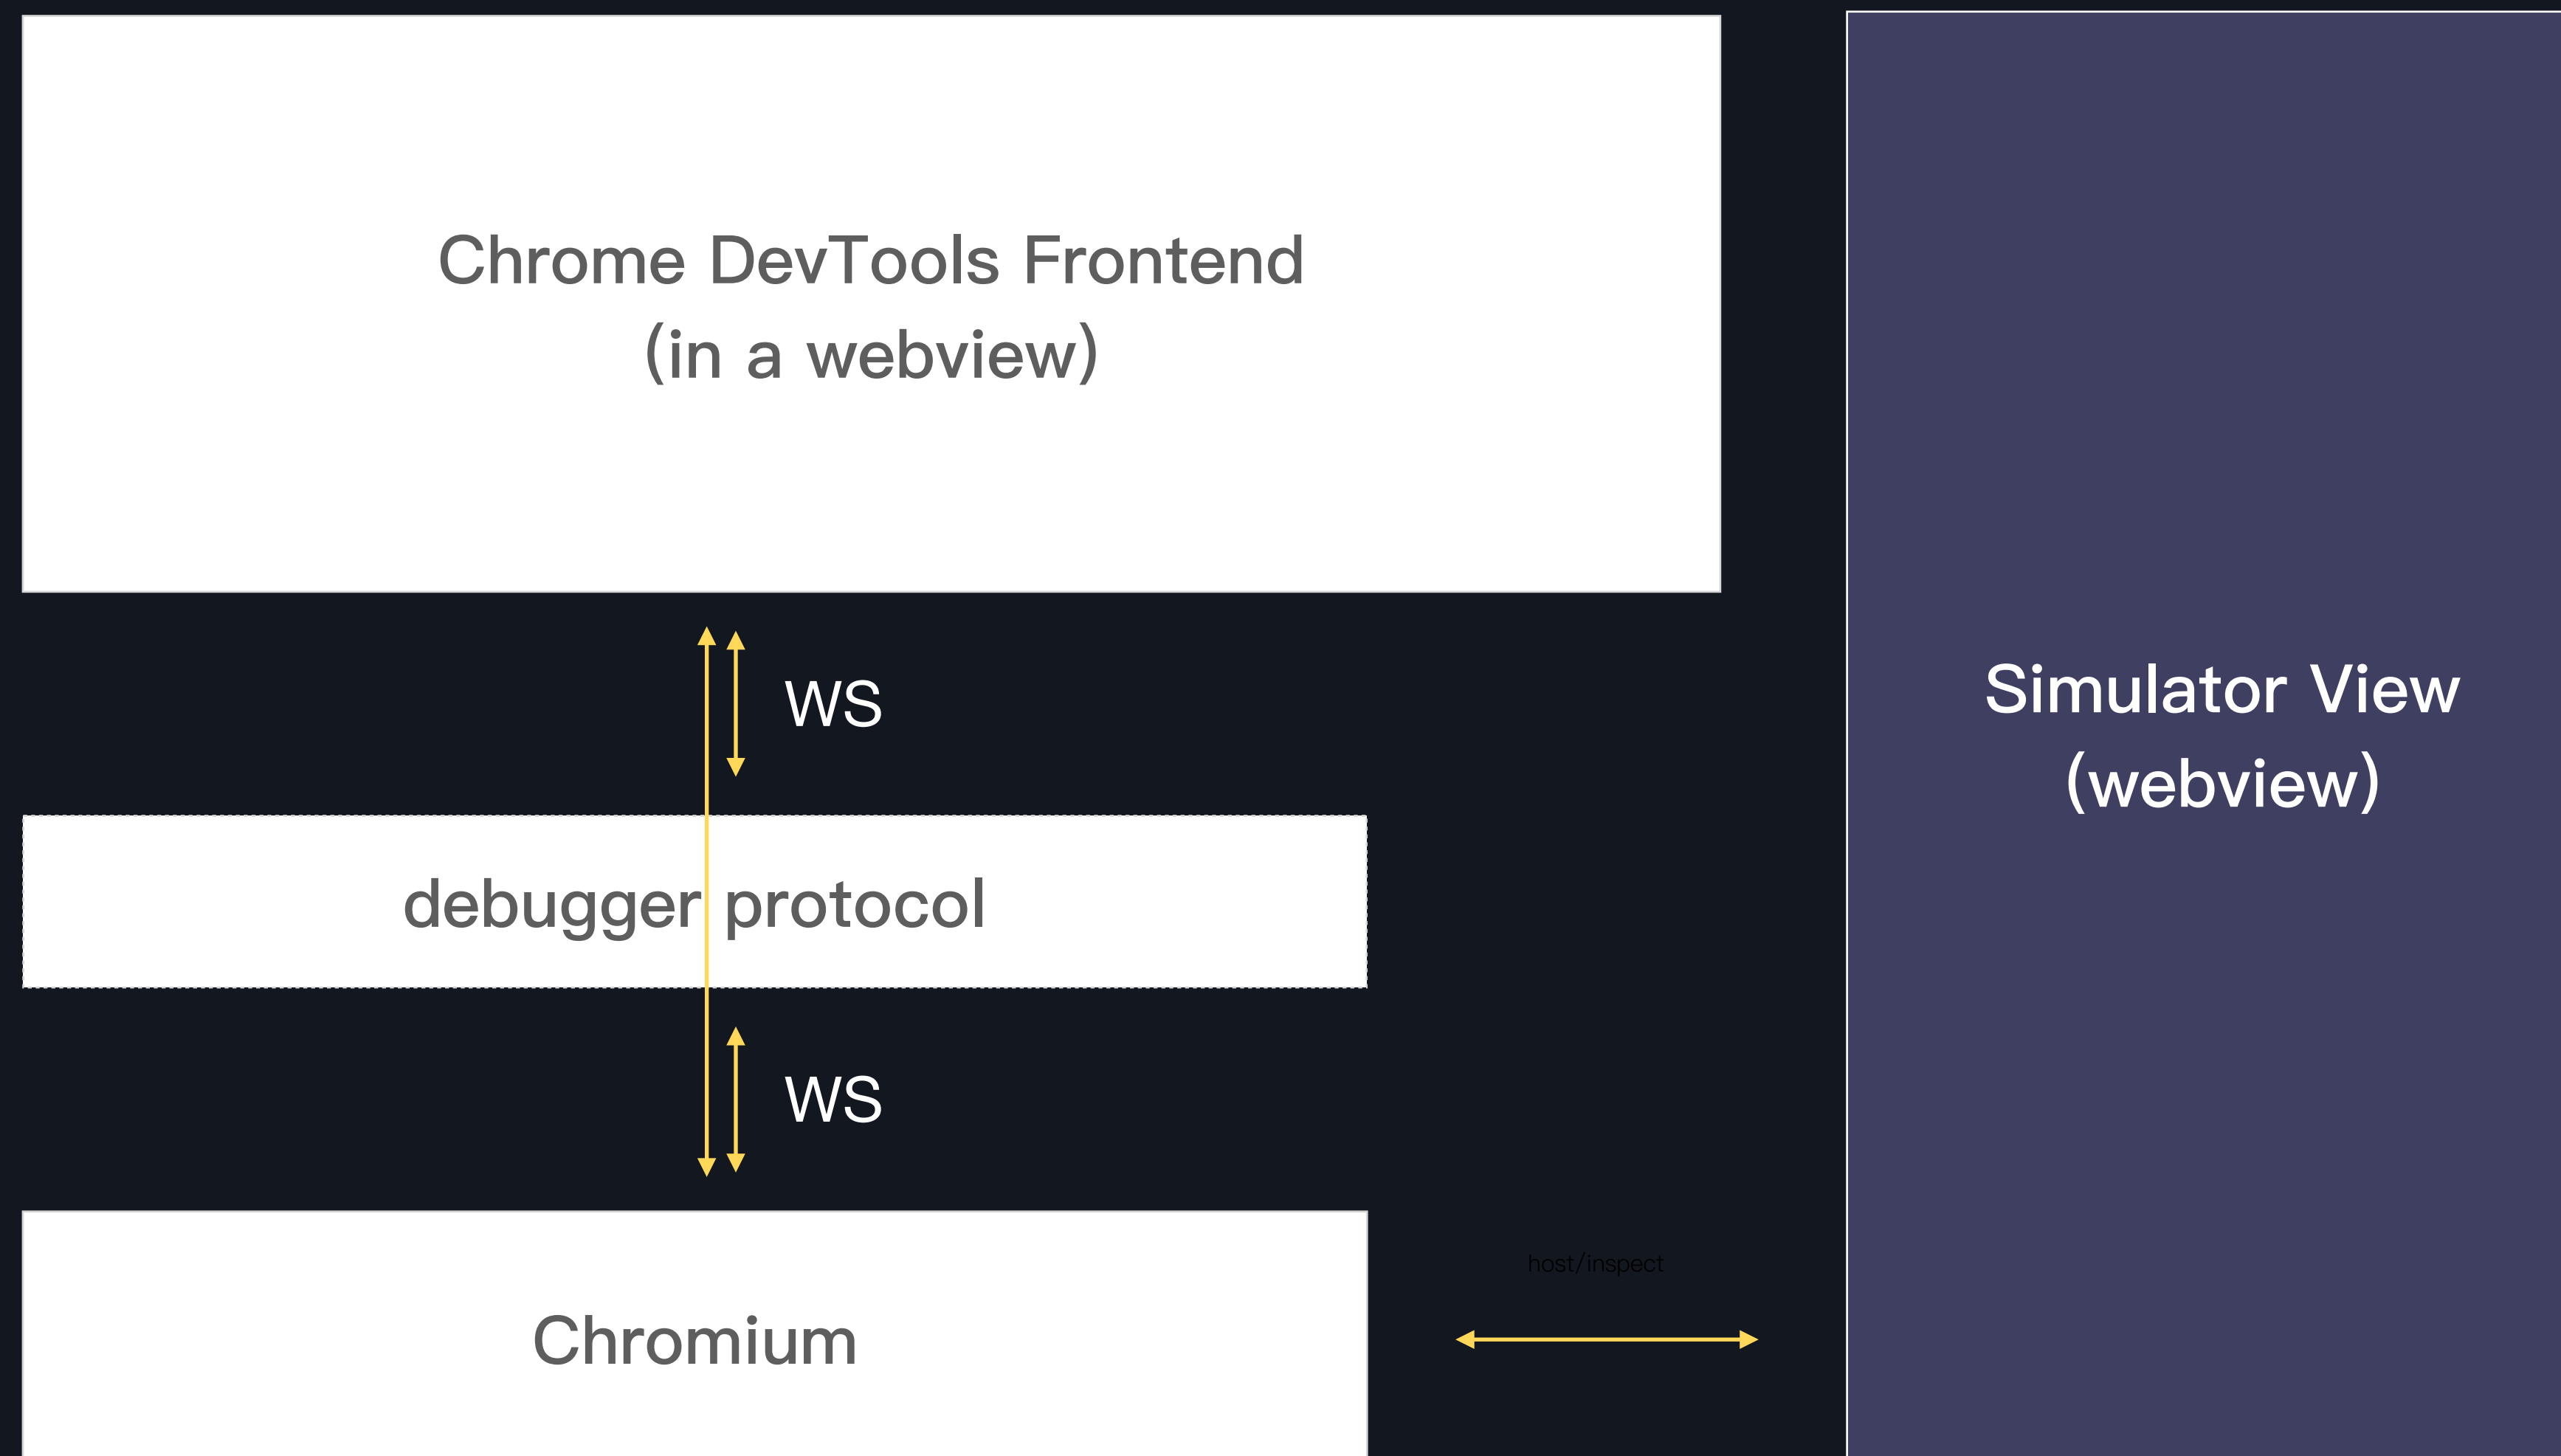 Chrome DevTools Frontend
(in a webview)
WS
Simulator View
(webview)
debugger protocol
WS
host/inspect
Chromium